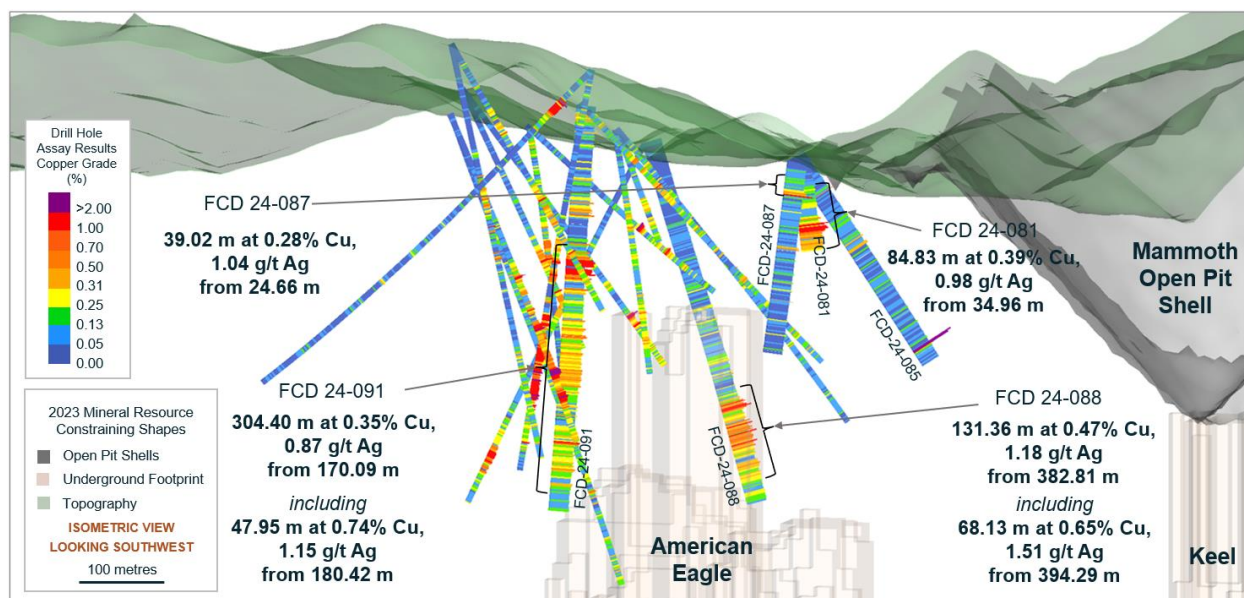 Drill Hole
Assay Results
Copper Grade
(%)
>2.00
1.00
0.70
0.50
0.31
0.25
0.13
0.05
0.00
2023 Mineral Resource
Constraining Shapes
Open Pit Shells
Underground Footprint
Topography
ISOMETRIC VIEW
LOOKING SOUTHWEST
100 metres
FCD 24-087
39.02 m at 0.28% Cu,
1.04 g/t Ag
from 24.66 m
FCD 24-091
304.40 m at 0.35% Cu,
0.87 g/t Ag
from 170.09 m
including
47.95 m at 0.74% Cu,
1.15 g/t Ag
from 180.42 m
FCD-24-091
FCD-24-088
FCD-24-087
FCD-24-081
FCD-24-085
FCD 24-081
84.83 m at 0.39% Cu,
0.98 g/t Ag
from 34.96 m
FCD 24-088
131.36 m at 0.47% Cu,
1.18 g/t Ag
from 382.81 m
including
68.13 m at 0.65% Cu,
1.51 g/t Ag
from 394.29 m
American
Eagle
Mammoth
Open Pit
Shell
Keel